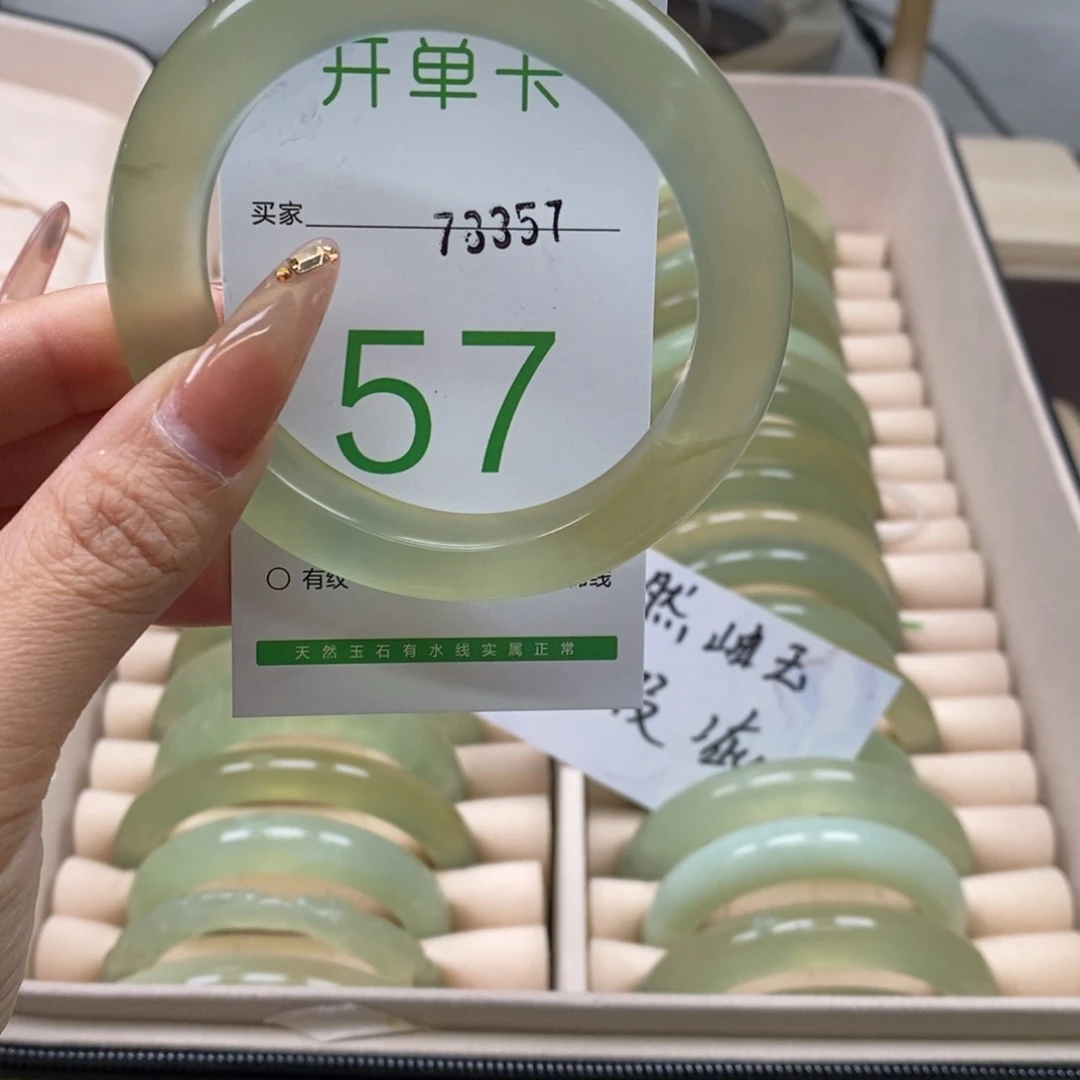 开单卡
买家 73357
57
○ 有纹
天然玉石有水线实属正常
然岫玉
没